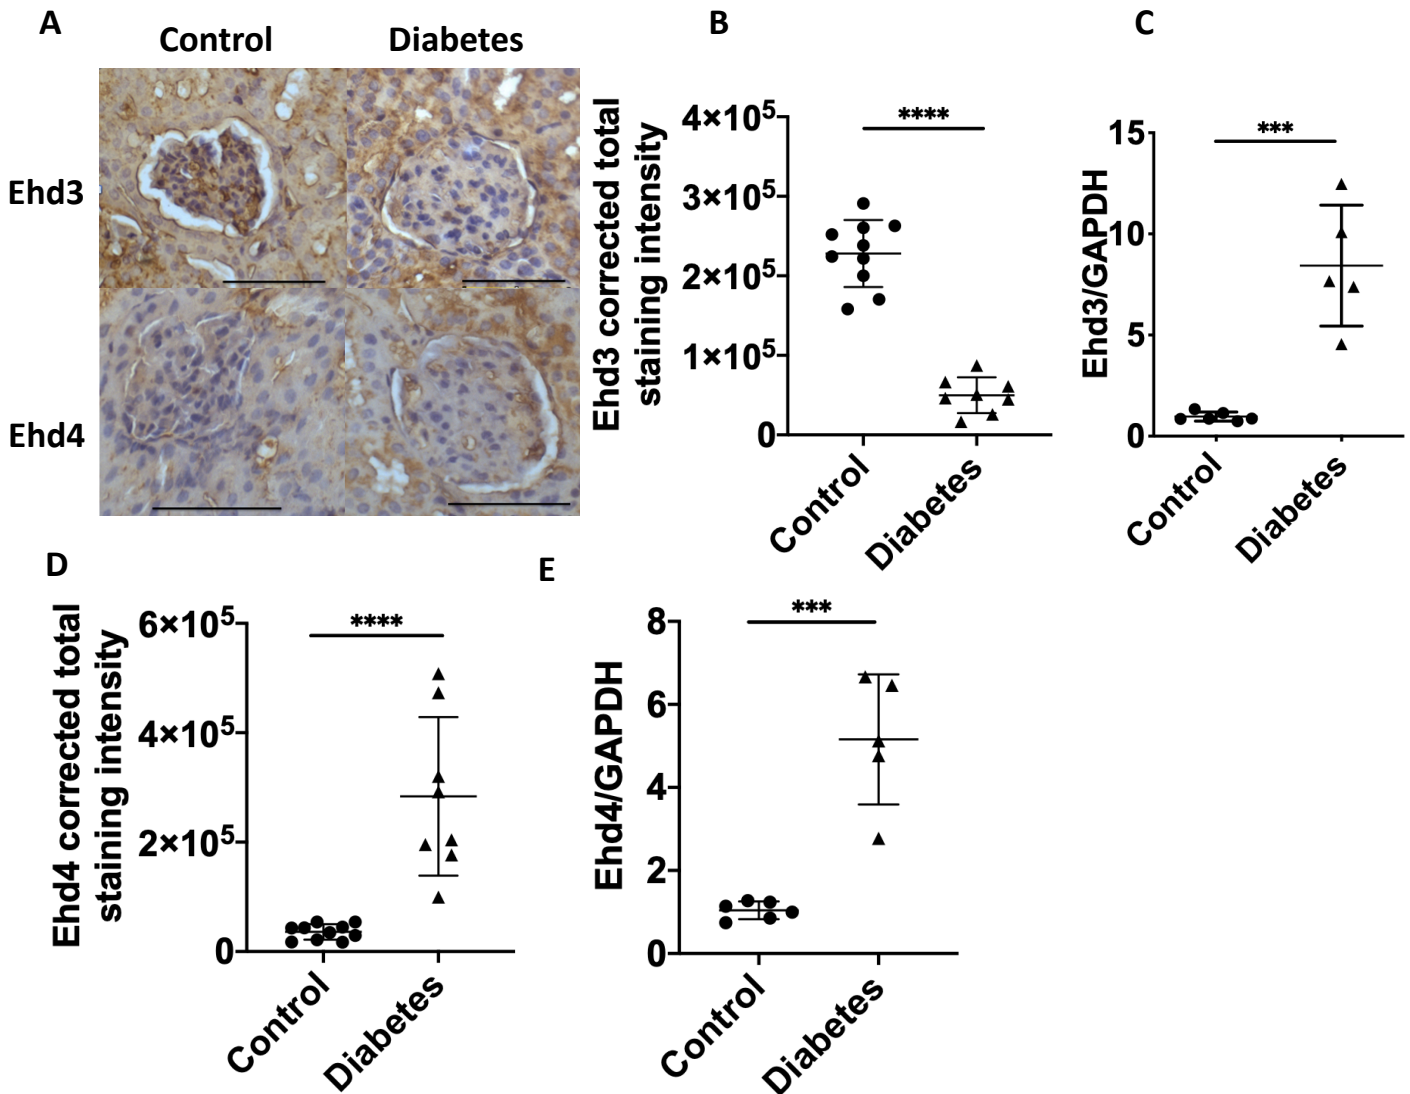 A
Control
Diabetes
Ehd3
Ehd4
B
Ehd3 corrected total
staining intensity
4×10⁵
3×10⁵
2×10⁵
1×10⁵
0
****
Control
Diabetes
C
Ehd3/GAPDH
15
10
5
0
***
Control
Diabetes
D
Ehd4 corrected total
staining intensity
6×10⁵
4×10⁵
2×10⁵
0
****
Control
Diabetes
E
Ehd4/GAPDH
8
6
4
2
0
***
Control
Diabetes